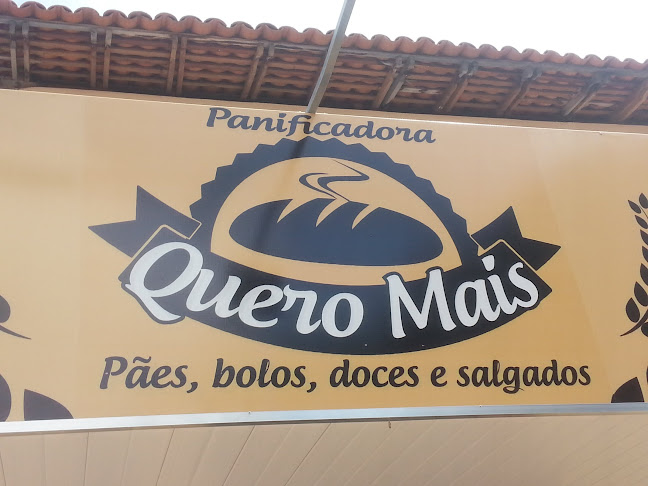 Panificadora
Quero Mais
Pães, bolos, doces e salgados